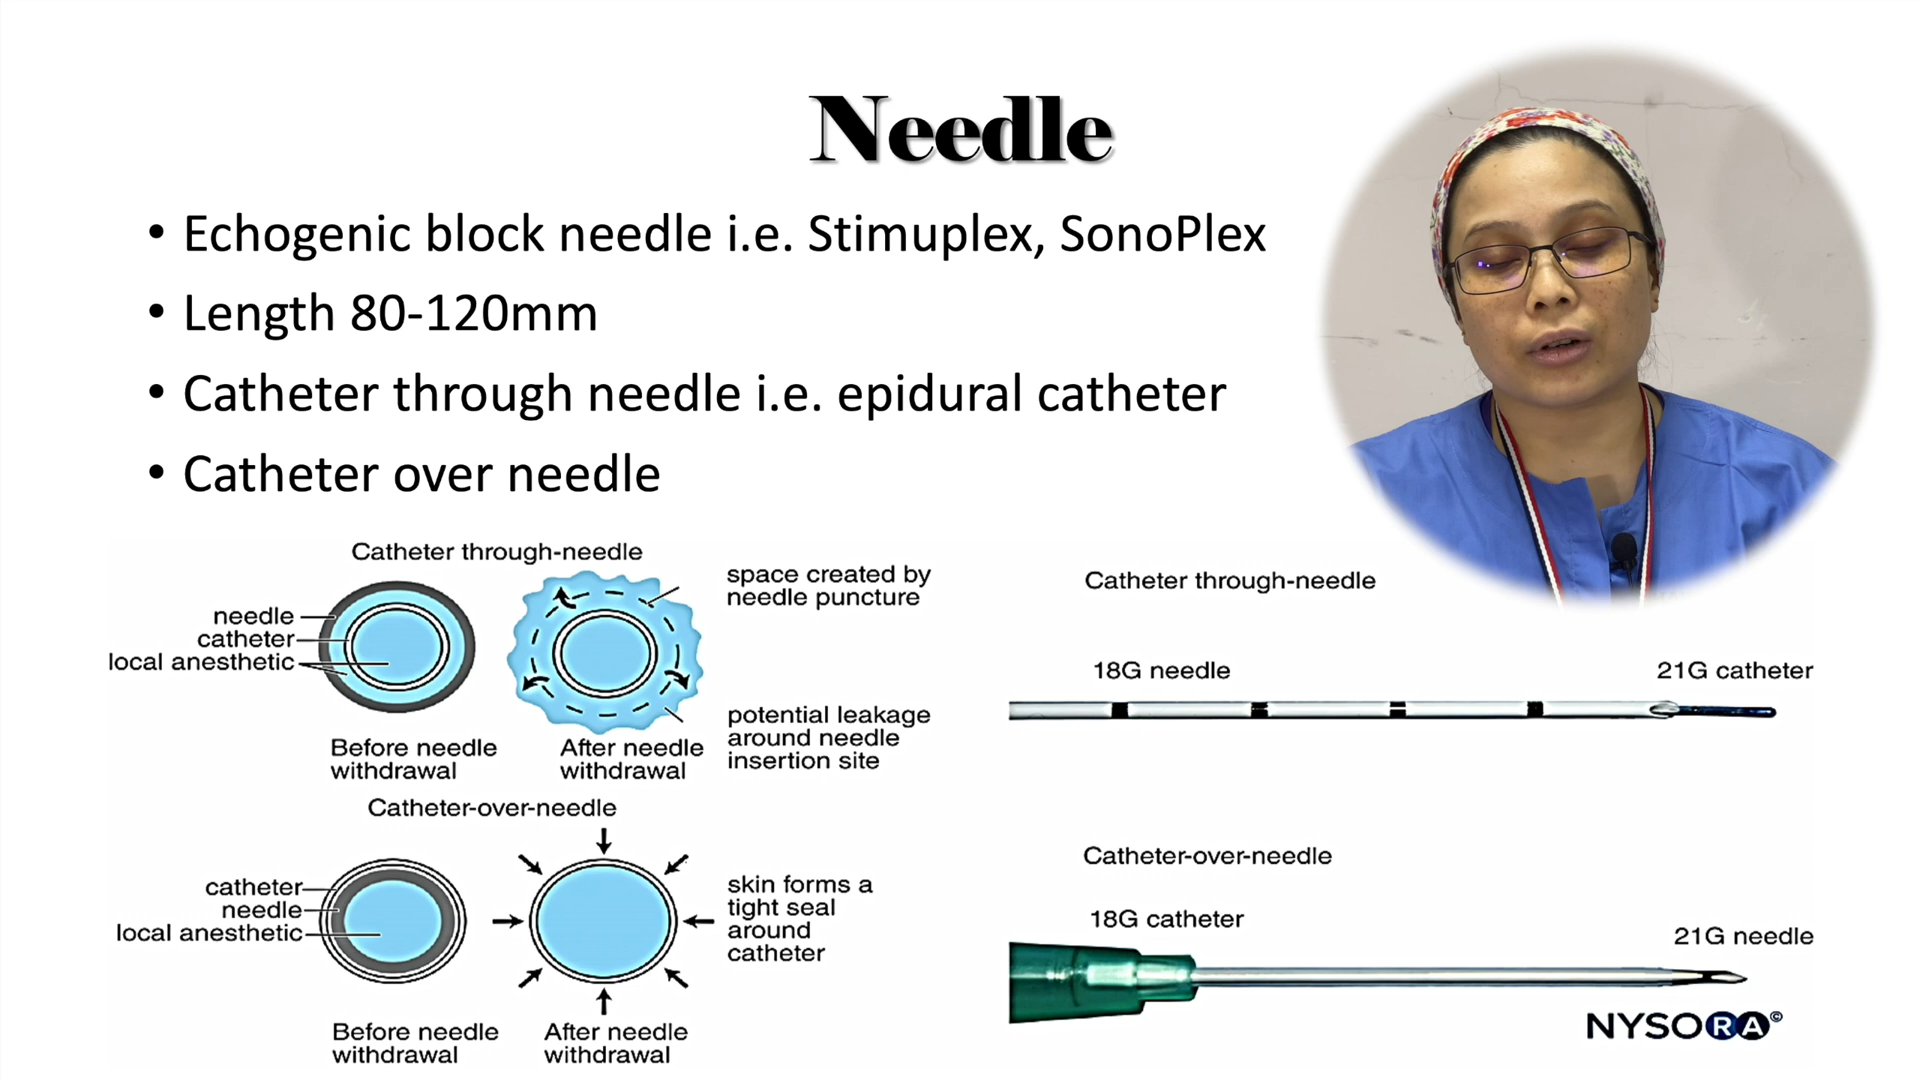 Needle
• Echogenic block needle i.e. Stimuplex, SonoPlex
• Length 80-120mm
• Catheter through needle i.e. epidural catheter
• Catheter over needle
Catheter through-needle
needle
catheter
local anesthetic
space created by
needle puncture
potential leakage
around needle
insertion site
Before needle
withdrawal
After needle
withdrawal
Catheter-over-needle
catheter
needle
local anesthetic
skin forms a
tight seal
around
catheter
Before needle
withdrawal
After needle
withdrawal
Catheter through-needle
18G needle
21G catheter
Catheter-over-needle
18G catheter
21G needle
NYSORA©